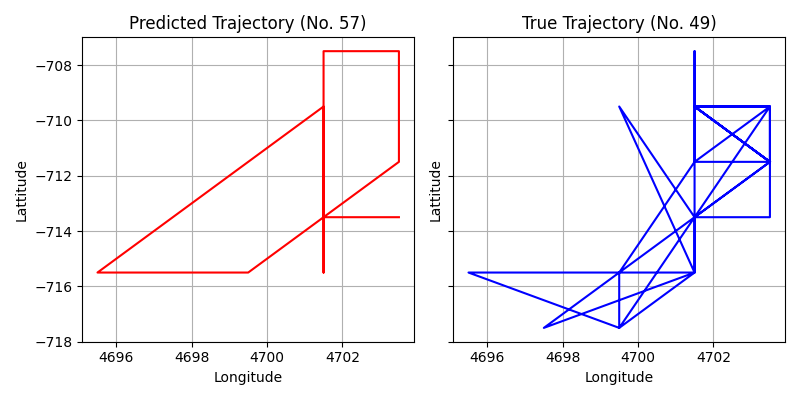 Predicted Trajectory (No. 57)
True Trajectory (No. 49)
−708
−710
−712
−714
−716
−718
Lattitude
Lattitude
4696
4698
4700
4702
4696
4698
4700
4702
Longitude
Longitude